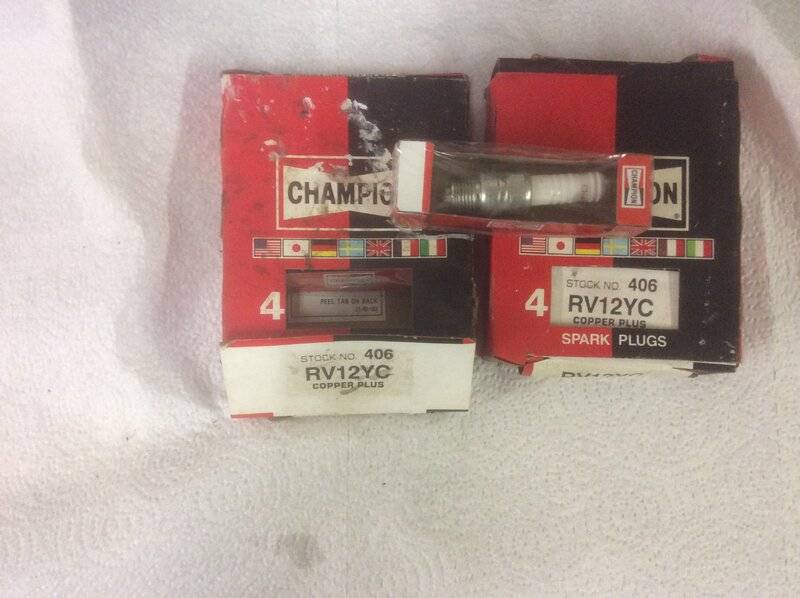 CHAMPIO
4
PEEL TAB ON BACK
STOCK NO. 406
RV12YC
COPPER PLUS
CHAMPION
ON
4
STOCK NO. 406
RV12YC
COPPER PLUS
SPARK PLUGS
RV12YC